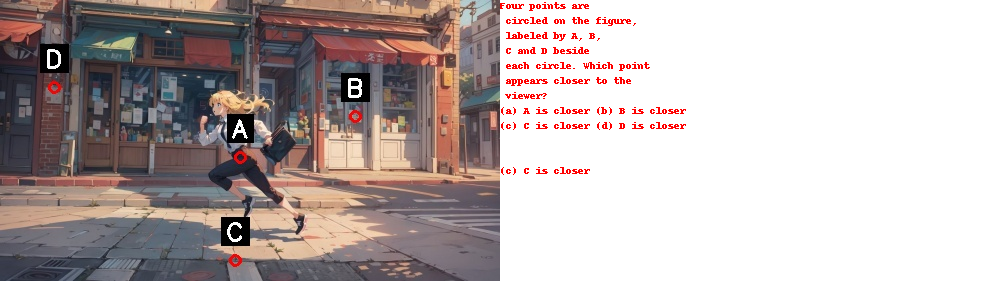 D
B
A
C
Four points are
circled on the figure,
labeled by A, B,
C and D beside
each circle. Which point
appears closer to the
viewer?
(a) A is closer (b) B is closer
(c) C is closer (d) D is closer
(c) C is closer